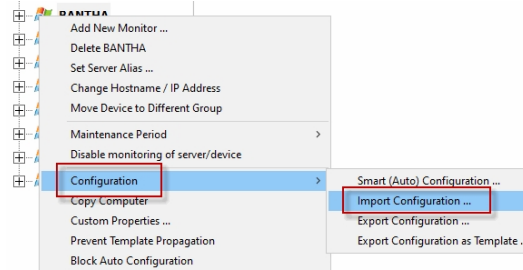 BANTHA
Add New Monitor ...
Delete BANTHA
Set Server Alias ...
Change Hostname / IP Address
Move Device to Different Group
Maintenance Period
Disable monitoring of server/device
Configuration
Smart (Auto) Configuration ...
Copy Computer
Import Configuration ...
Custom Properties ...
Export Configuration ...
Prevent Template Propagation
Export Configuration as Template .
Block Auto Configuration